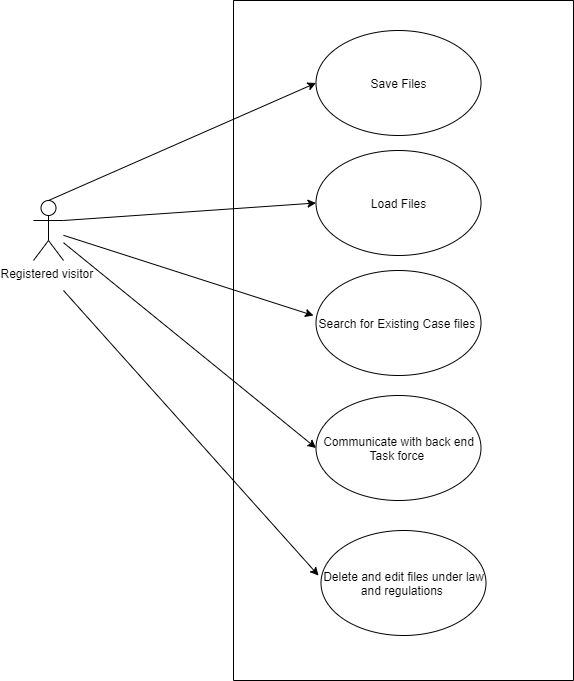 Save Files
Load Files
Registered visitor
Search for Existing Case files
Communicate with back end
Task force
Delete and edit files under law
and regulations